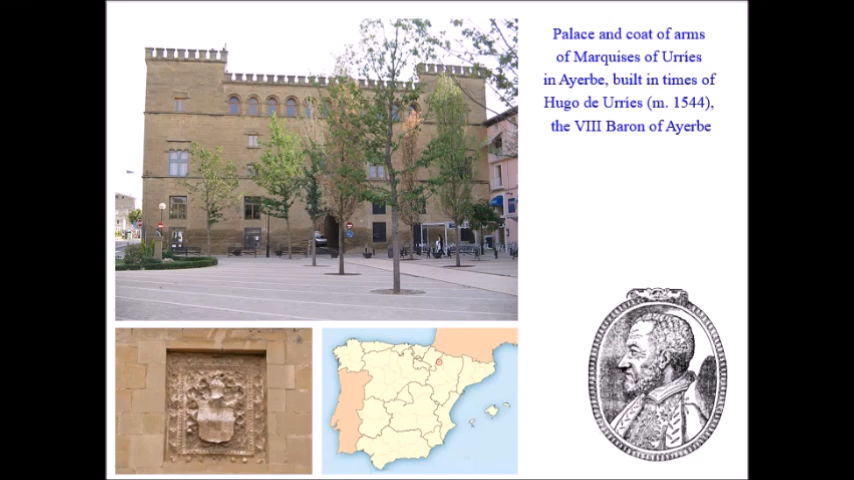 Palace and coat of arms
of Marquises of Urríes
in Ayerbe, built in times of
Hugo de Urríes (m. 1544),
the VIII Baron of Ayerbe